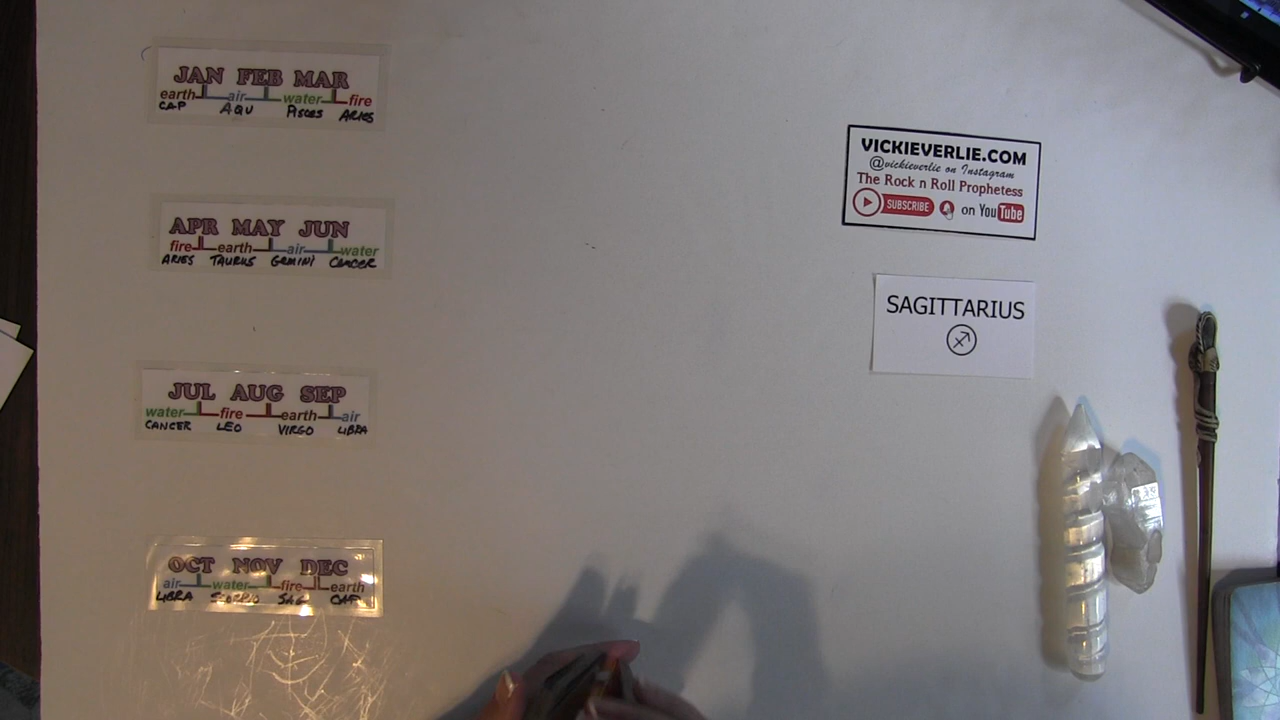 JAN FEB MAR
earth air water fire
CAP AQU PISCES ARIES
APR MAY JUN
fire earth air water
ARIES TAURUS GEMINI CANCER
JUL AUG SEP
water fire earth air
CANCER LEO VIRGO LIBRA
OCT NOV DEC
air water fire earth
LIBRA SCORPIO SAG CAP
VICKIEVERLIE.COM
@vickieverlie on Instagram
The Rock n Roll Prophetess
SUBSCRIBE on YouTube
SAGITTARIUS